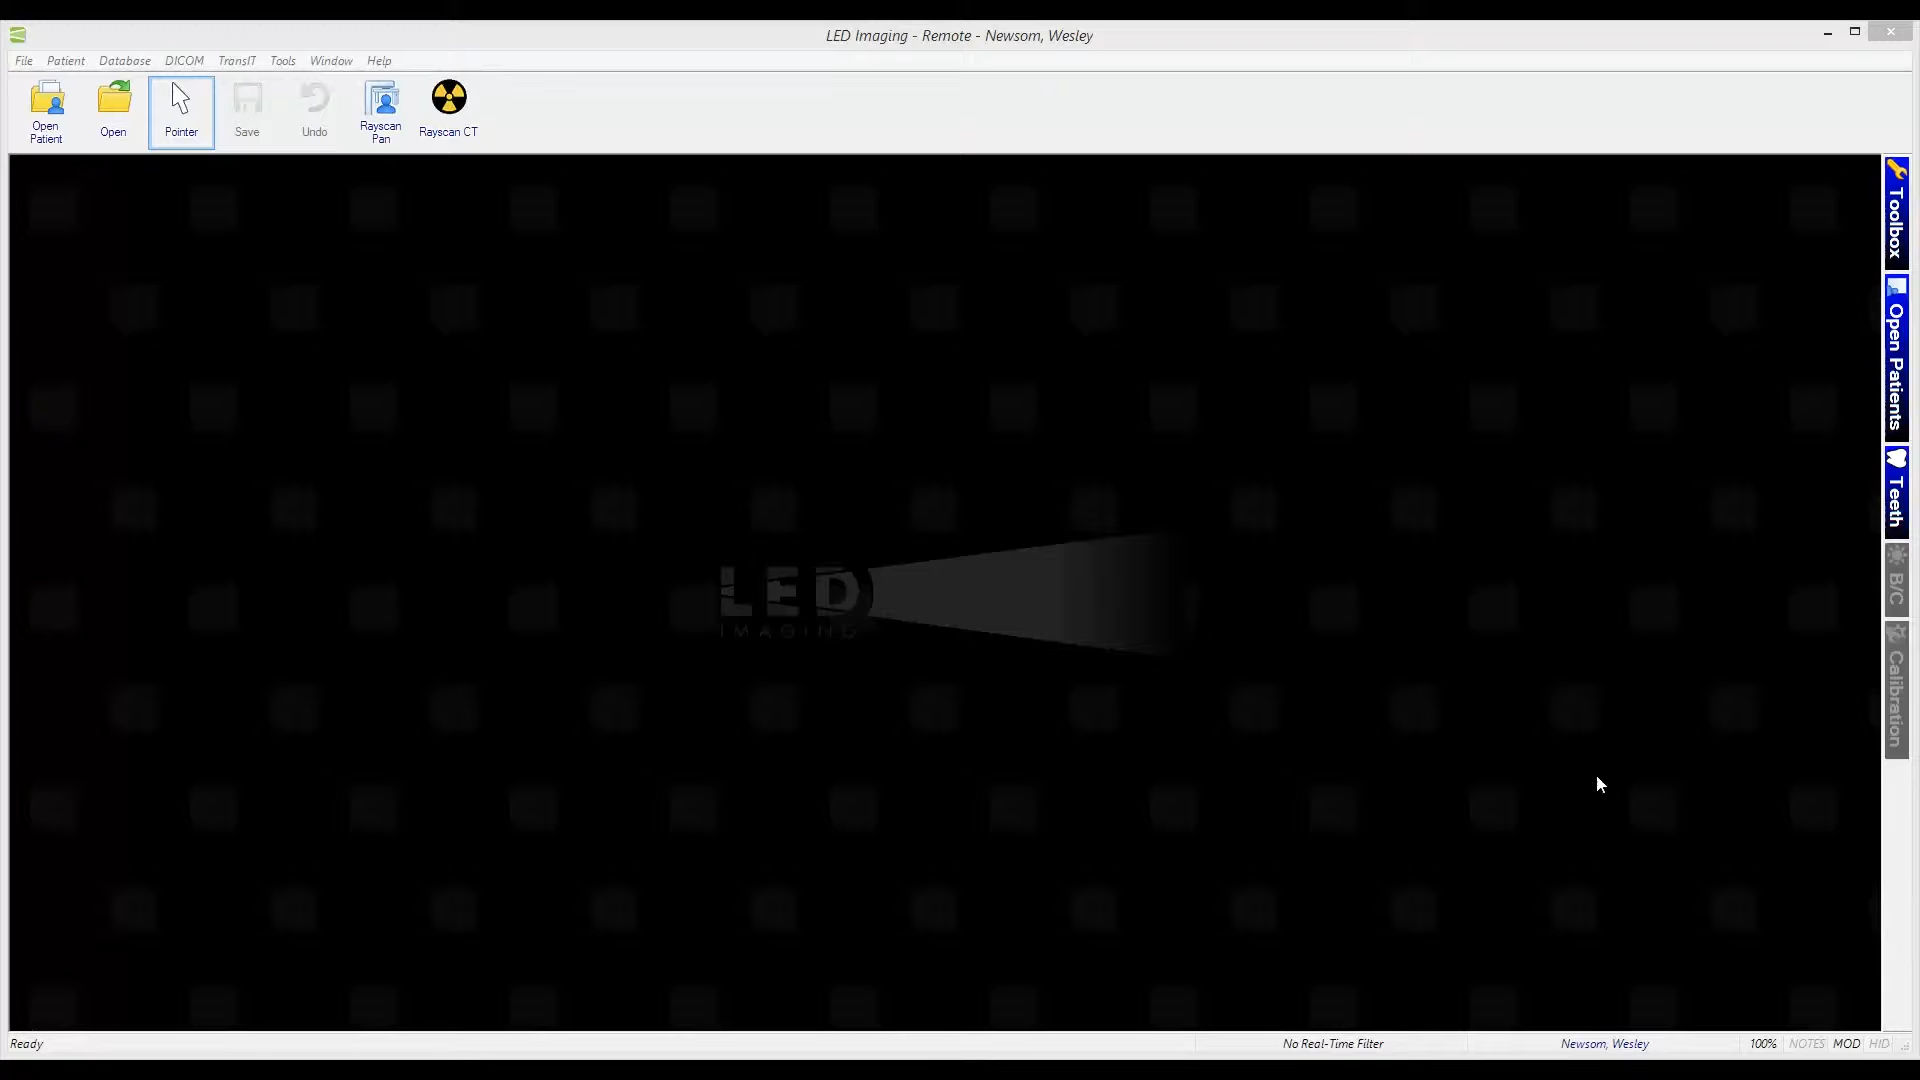 LED Imaging - Remote - Newsom, Wesley
File Patient Database DICOM TransIT Tools Window Help
Open Patient
Open
Pointer
Save
Undo
Rayscan Pan
Rayscan CT
Toolbox
Open Patients
Teeth
B/C
Calibration
LED
IMAGING
Ready
No Real-Time Filter
Newsom, Wesley
100%
NOTES
MOD
HID